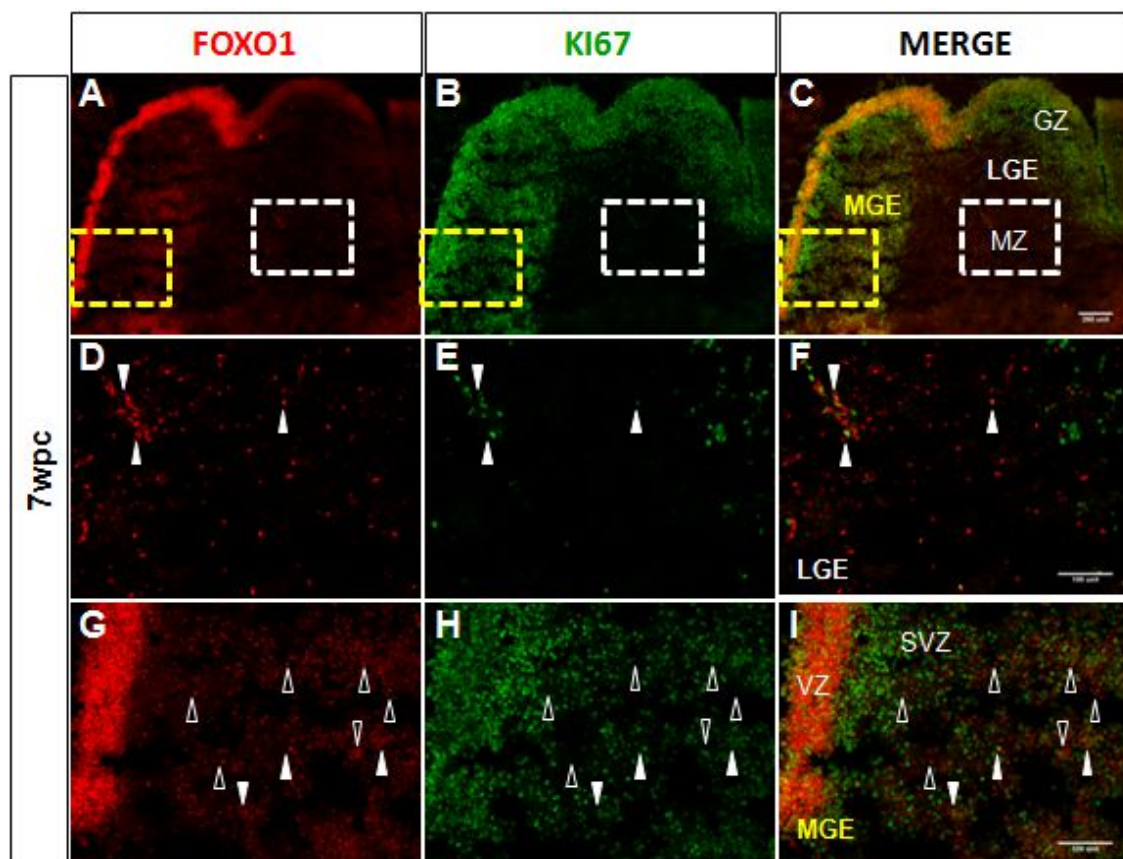 FOXO1 KI67 MERGE
7wpc
A B C
GZ
LGE
MGE
MZ
D E F
LGE
G H I
SVZ
VZ
MGE